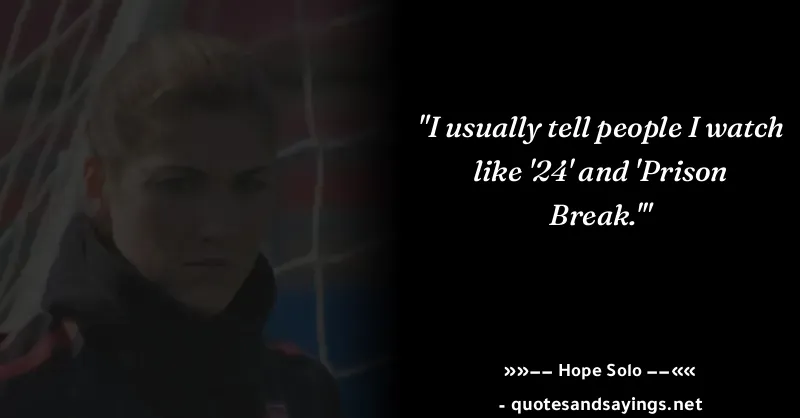 "I usually tell people I watch
like '24' and 'Prison
Break.'"
»»−− Hope Solo −−««
- quotesandsayings.net